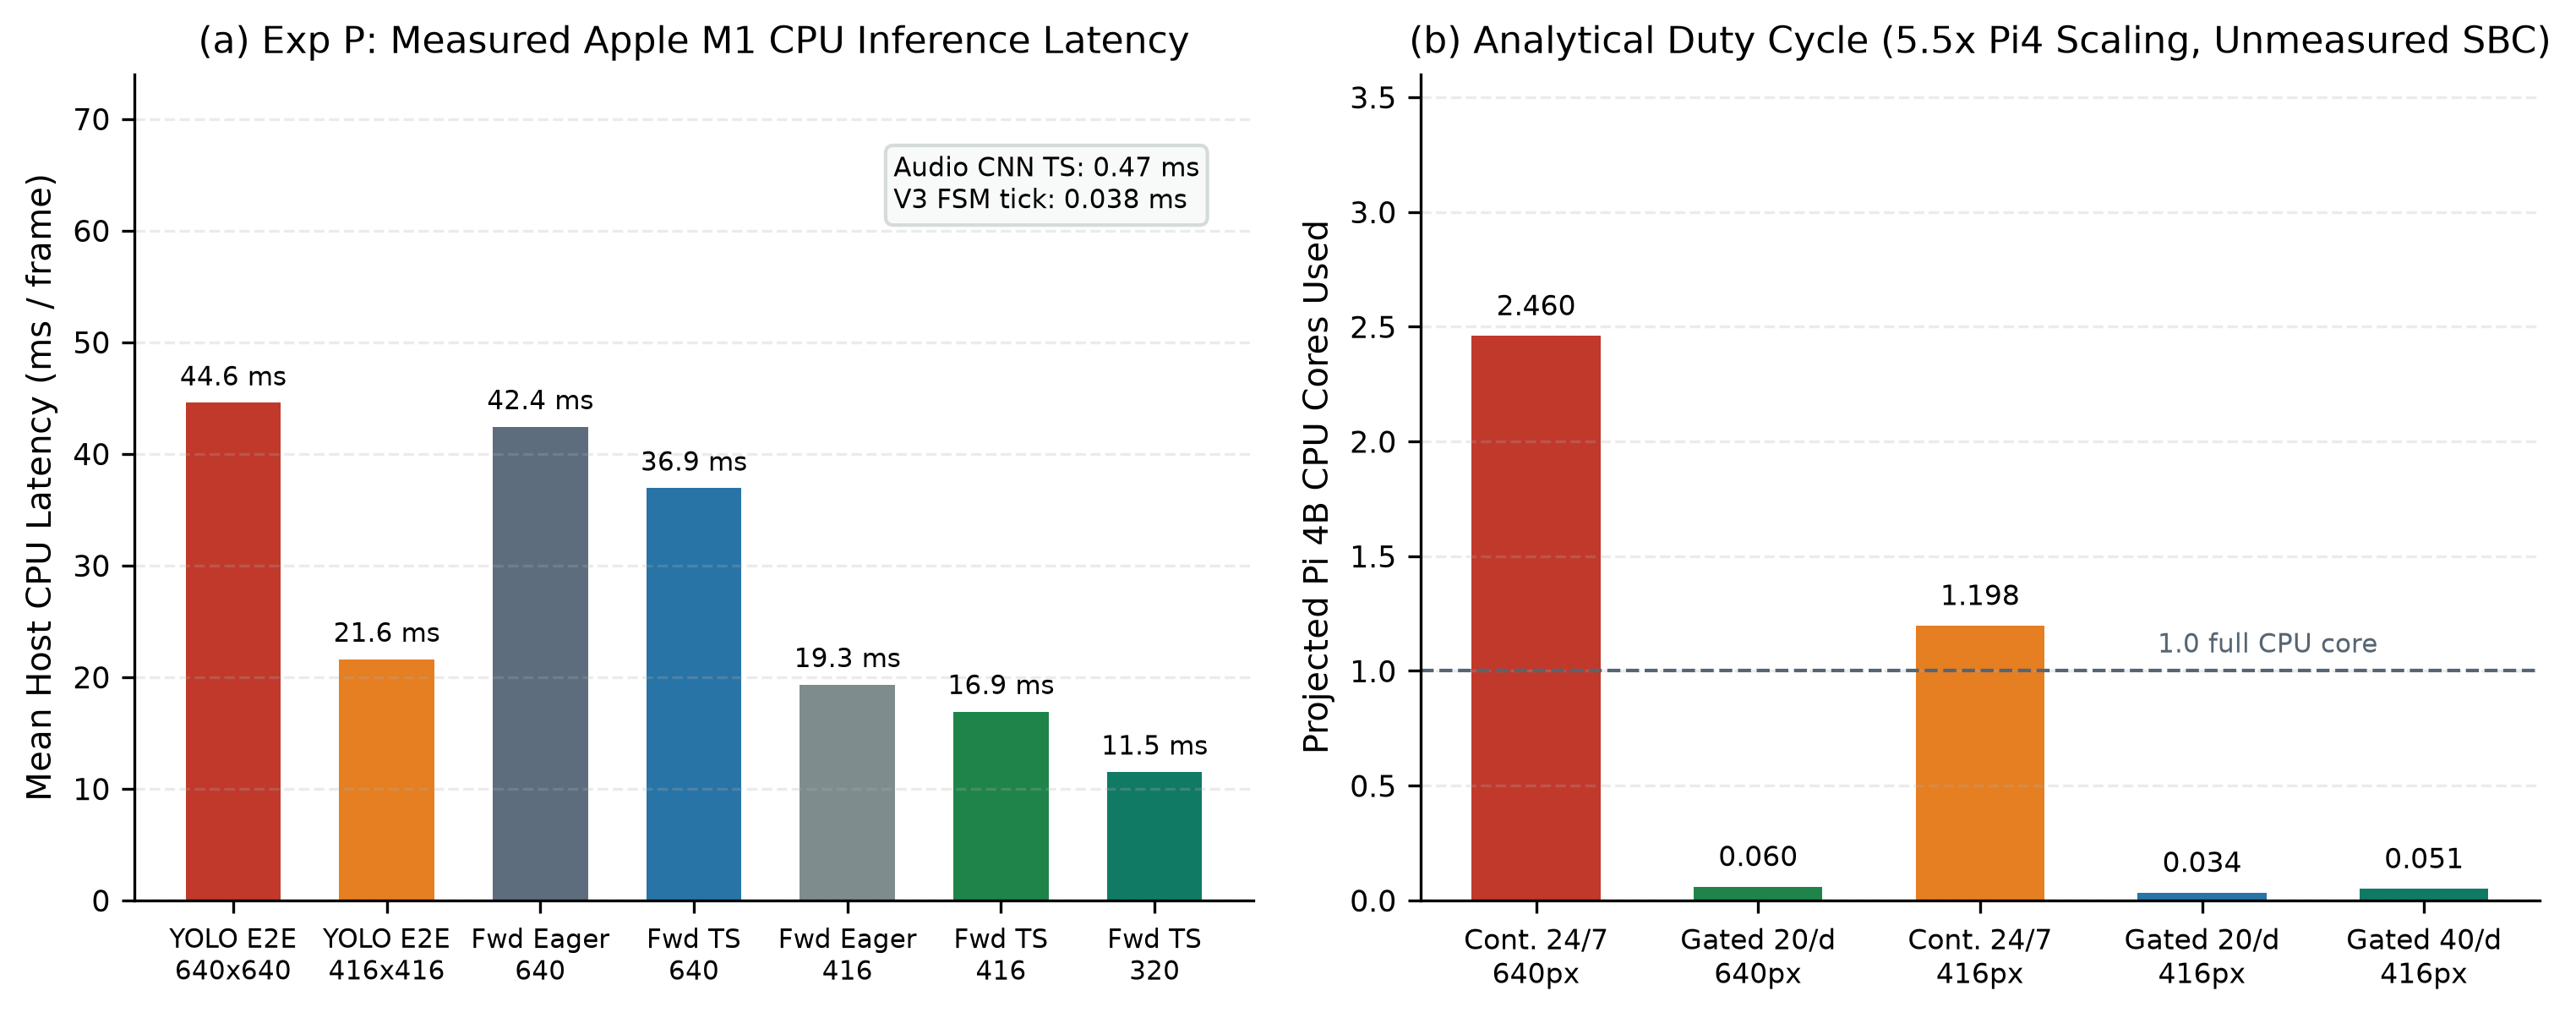 (a) Exp P: Measured Apple M1 CPU Inference Latency
Mean Host CPU Latency (ms / frame)
70
60
50
40
30
20
10
0
Audio CNN TS: 0.47 ms
V3 FSM tick: 0.038 ms
44.6 ms
21.6 ms
42.4 ms
36.9 ms
19.3 ms
16.9 ms
11.5 ms
YOLO E2E
640x640
YOLO E2E
416x416
Fwd Eager
640
Fwd TS
640
Fwd Eager
416
Fwd TS
416
Fwd TS
320
(b) Analytical Duty Cycle (5.5x Pi4 Scaling, Unmeasured SBC)
Projected Pi 4B CPU Cores Used
3.5
3.0
2.5
2.0
1.5
1.0
0.5
0.0
2.460
0.060
1.198
0.034
0.051
1.0 full CPU core
Cont. 24/7
640px
Gated 20/d
640px
Cont. 24/7
416px
Gated 20/d
416px
Gated 40/d
416px